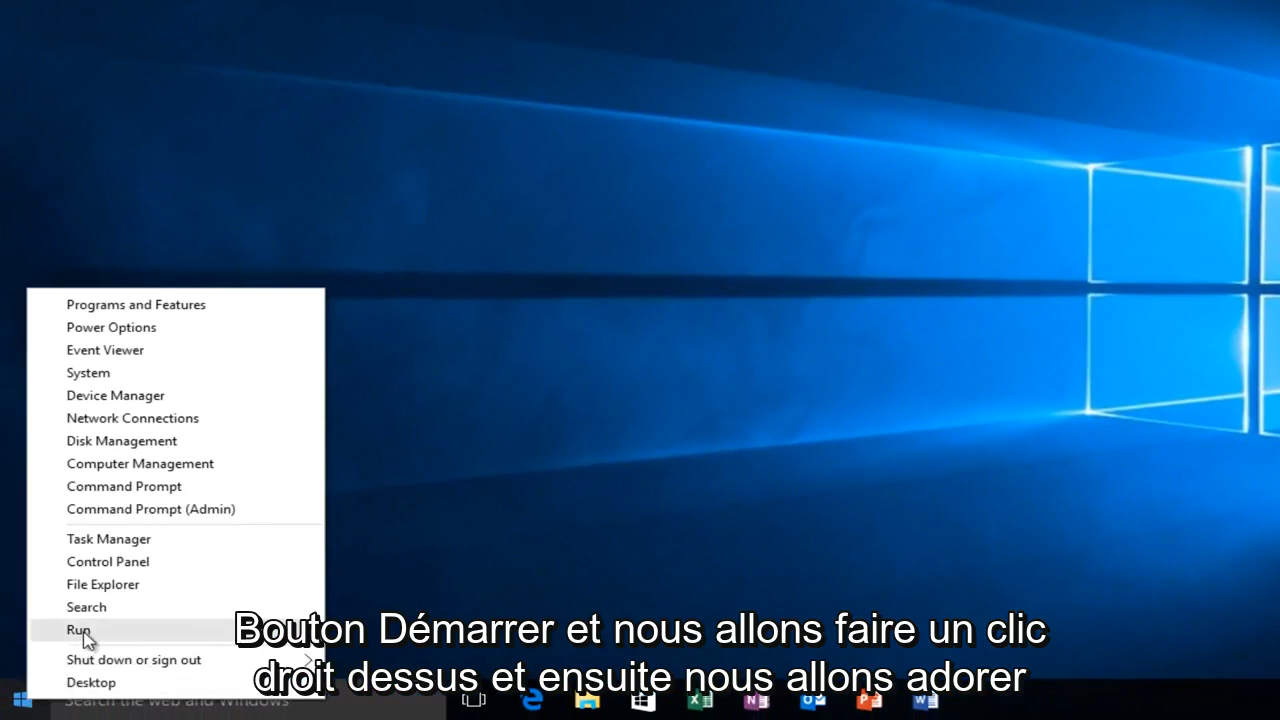 Programs and Features
Power Options
Event Viewer
System
Device Manager
Network Connections
Disk Management
Computer Management
Command Prompt
Command Prompt (Admin)
Task Manager
Control Panel
File Explorer
Search
Run
Shut down or sign out
Desktop
Search the web and Windows
Bouton Démarrer et nous allons faire un clic
droit dessus et ensuite nous allons adorer